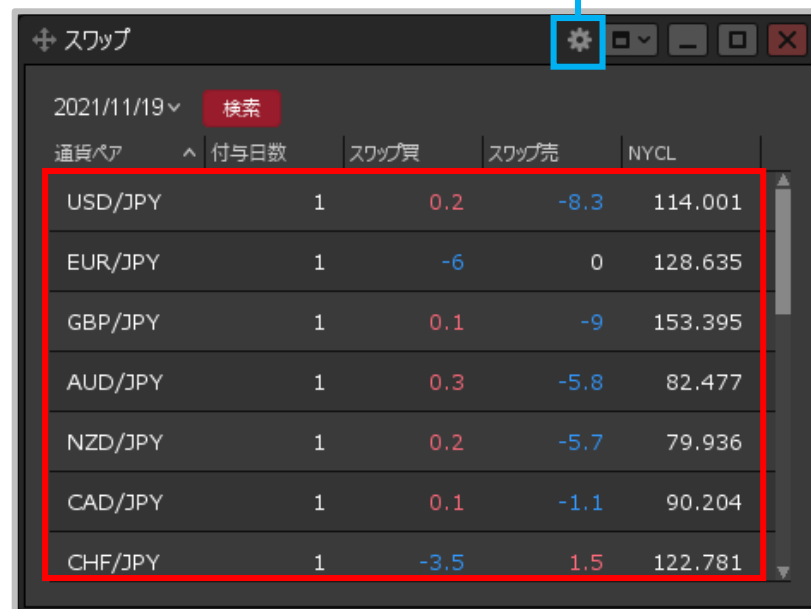 スワップ
2021/11/19 検索
通貨ペア 付与日数 スワップ買 スワップ売 NYCL
USD/JPY 1 0.2 -8.3 114.001
EUR/JPY 1 -6 0 128.635
GBP/JPY 1 0.1 -9 153.395
AUD/JPY 1 0.3 -5.8 82.477
NZD/JPY 1 0.2 -5.7 79.936
CAD/JPY 1 0.1 -1.1 90.204
CHF/JPY 1 -3.5 1.5 122.781